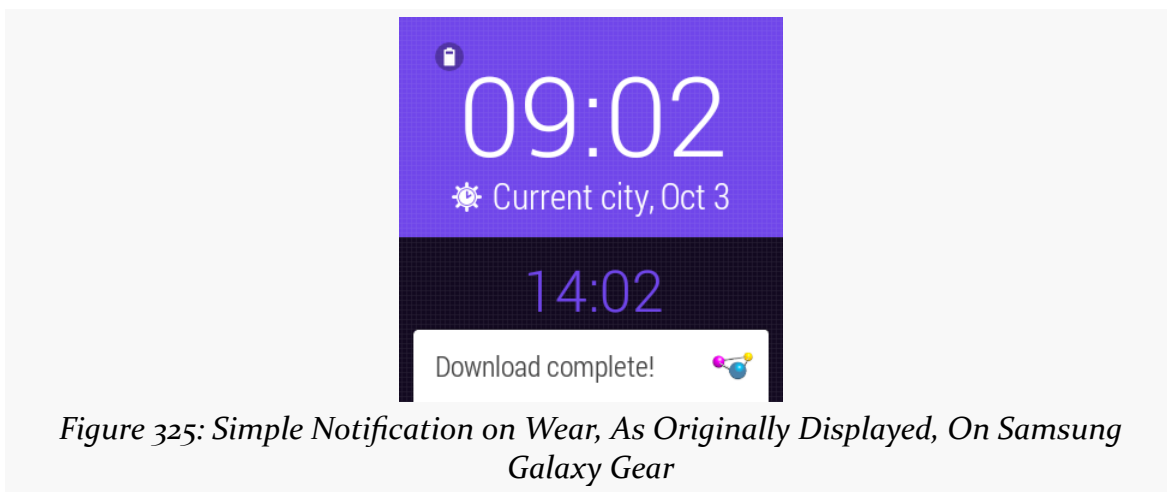 09:02
Current city, Oct 3
14:02
Download complete!
Figure 325: Simple Notification on Wear, As Originally Displayed, On Samsung
Galaxy Gear